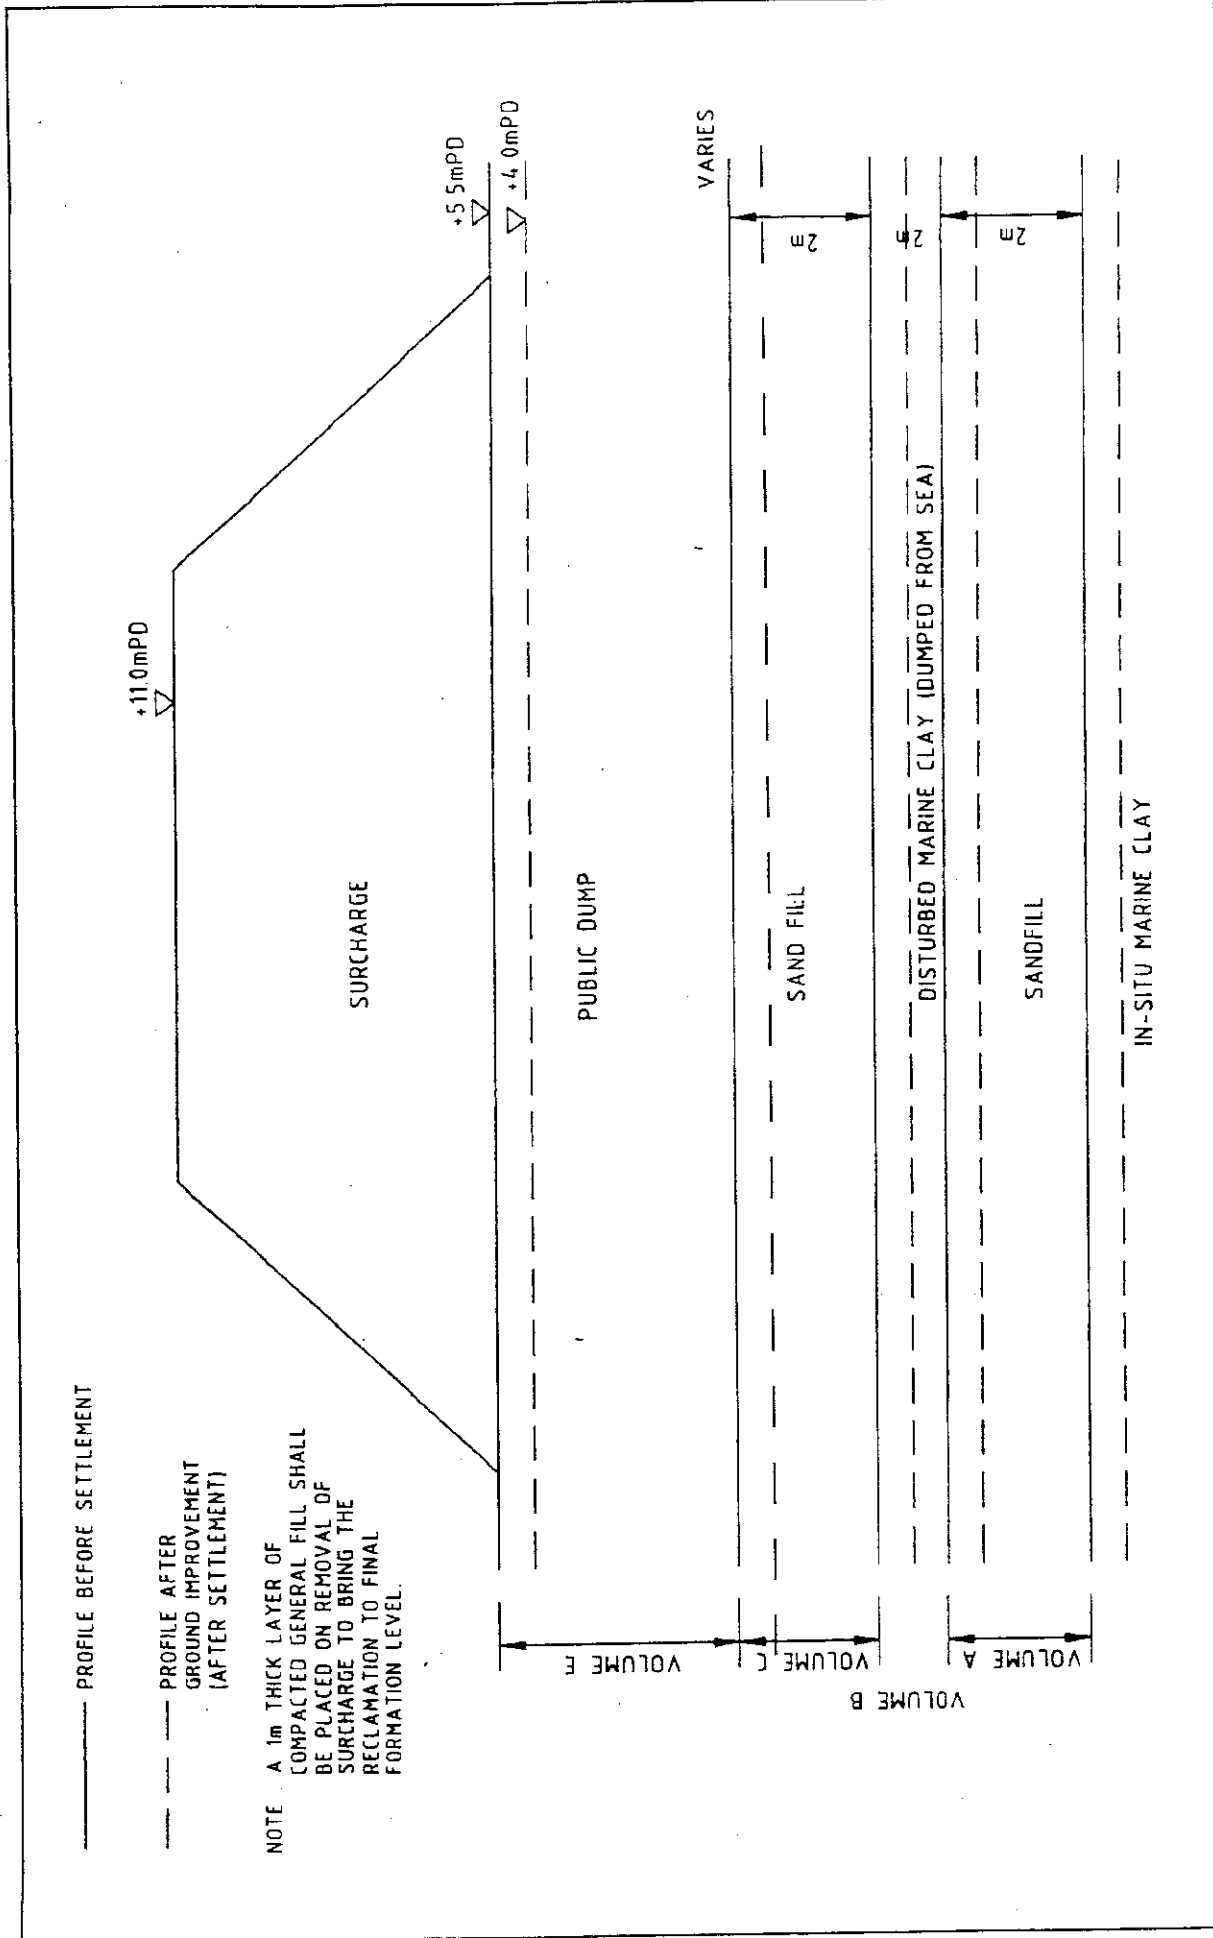 PROFILE BEFORE SETTLEMENT
PROFILE AFTER
GROUND IMPROVEMENT
(AFTER SETTLEMENT)
NOTE A 1m THICK LAYER OF
COMPACTED GENERAL FILL SHALL
BE PLACED ON REMOVAL OF
SURCHARGE TO BRING THE
RECLAMATION TO FINAL
FORMATION LEVEL.
+11.0mPD
SURCHARGE
+5 5mPD
+4 0mPD
PUBLIC DUMP
VARIES
SAND FILL
2m
DISTURBED MARINE CLAY (DUMPED FROM SEA)
2m
SANDFILL
2m
IN-SITU MARINE CLAY
VOLUME E
VOLUME C
VOLUME B
VOLUME A